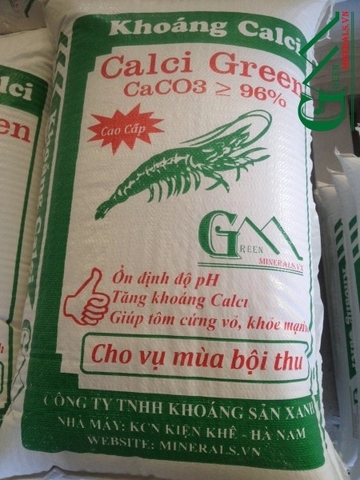 Khoáng Calci
Calci Green
CaCO3 ≥ 96%
Cao Cấp
GM
GREEN
MINERALS.VN
Ổn định độ pH
Tăng khoáng Calci
Giúp tôm cứng vỏ, khỏe mạnh
Cho vụ mùa bội thu
CÔNG TY TNHH KHOÁNG SẢN XANH
NHÀ MÁY: KCN KIỆN KHÊ - HÀ NAM
WEBSITE: MINERALS.VN